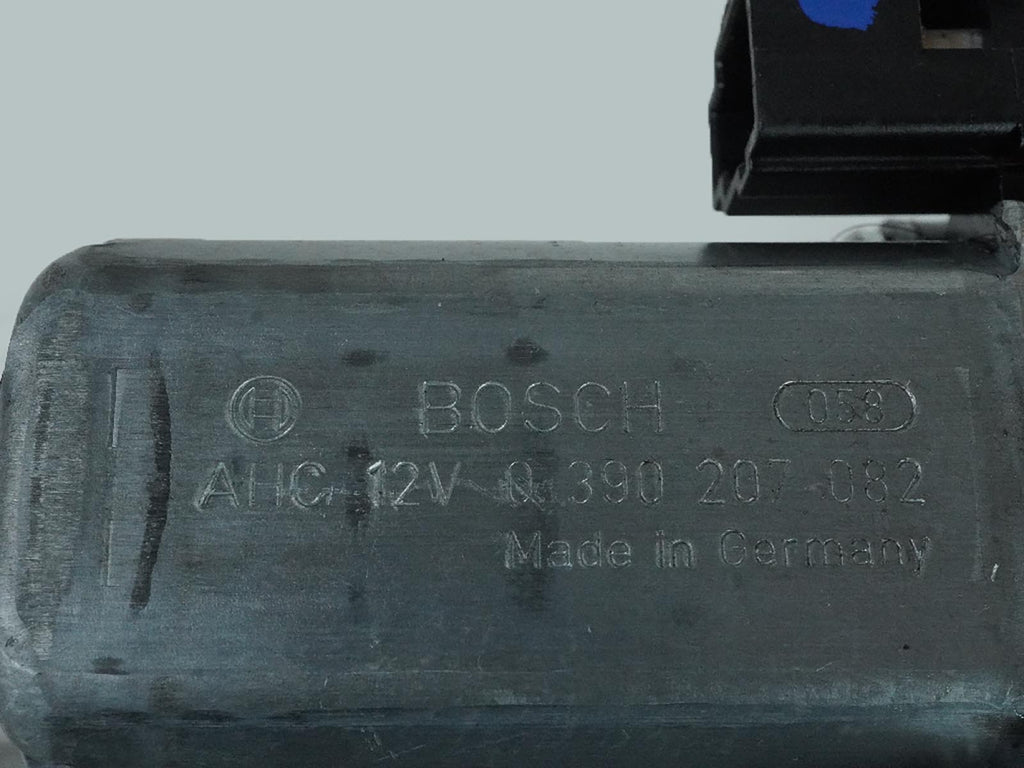 BOSCH 058
AHC 12V 0 390 207 082
Made in Germany